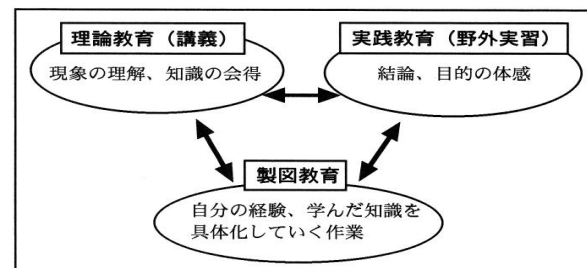 理論教育(講義)
現象の理解、知識の会得
実践教育(野外実習)
結論、目的の体感
製図教育
自分の経験、学んだ知識を
具体化していく作業